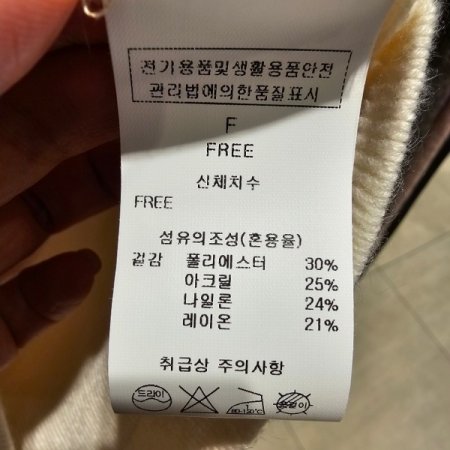 전기용품및생활용품안전
관리법에의한품질표시
F
FREE
신체치수
FREE
섬유의조성(혼용율)
겉감 폴리에스터 30%
아크릴 25%
나일론 24%
레이온 21%
취급상 주의사항
드라이